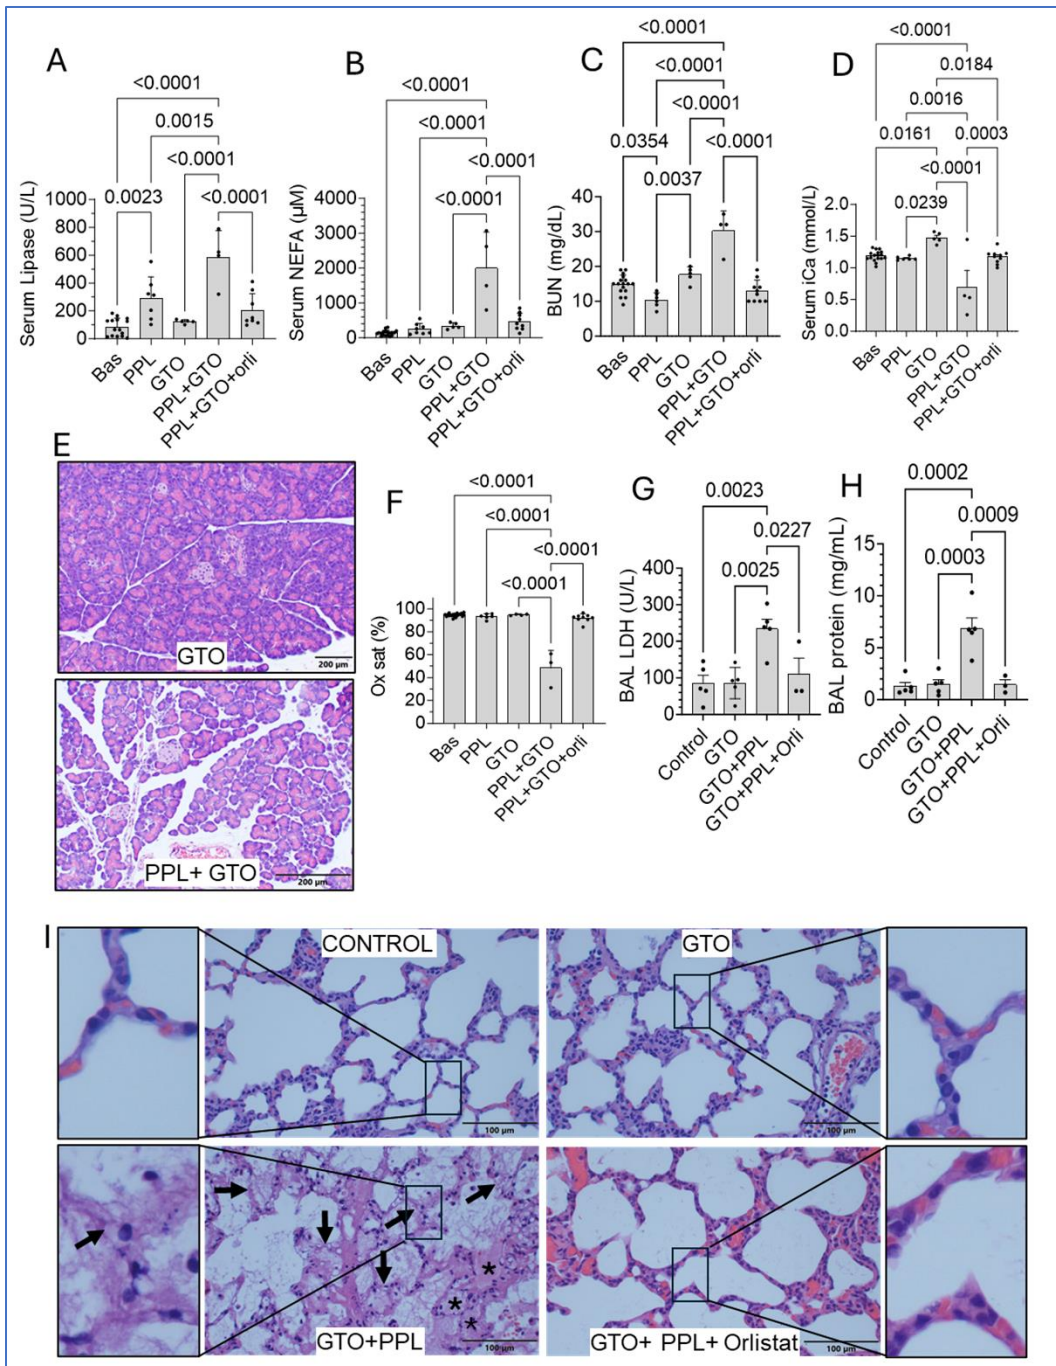 A
<0.0001
0.0015
<0.0001
0.0023
<0.0001
Serum Lipase (U/L)
1000
800
600
400
200
0
Bas
PPL
GTO
PPL+GTO
PPL+GTO+orli
B
<0.0001
<0.0001
<0.0001
<0.0001
Serum NEFA (µM)
4000
3000
2000
1000
0
Bas
PPL
GTO
PPL+GTO
PPL+GTO+orli
C
<0.0001
<0.0001
<0.0001
0.0354
<0.0001
0.0037
BUN (mg/dL)
40
30
20
10
0
Bas
PPL
GTO
PPL+GTO
PPL+GTO+orli
D
<0.0001
0.0184
0.0016
0.0161
0.0003
<0.0001
0.0239
Serum iCa (mmol/L)
2.0
1.5
1.0
0.5
0.0
Bas
PPL
GTO
PPL+GTO
PPL+GTO+orli
E
GTO
200 µm
PPL+ GTO
200 µm
F
<0.0001
<0.0001
<0.0001
<0.0001
Ox sat (%)
100
80
60
40
20
0
Bas
PPL
GTO
PPL+GTO
PPL+GTO+orli
G
0.0023
0.0227
0.0025
BAL LDH (U/L)
400
300
200
100
0
Control
GTO
GTO+PPL
GTO+PPL+Orli
H
0.0002
0.0009
0.0003
BAL protein (mg/mL)
15
10
5
0
Control
GTO
GTO+PPL
GTO+PPL+Orli
I
CONTROL
100 µm
GTO
100 µm
*
*
*
GTO+PPL
100 µm
GTO+ PPL+ Orlistat
100 µm